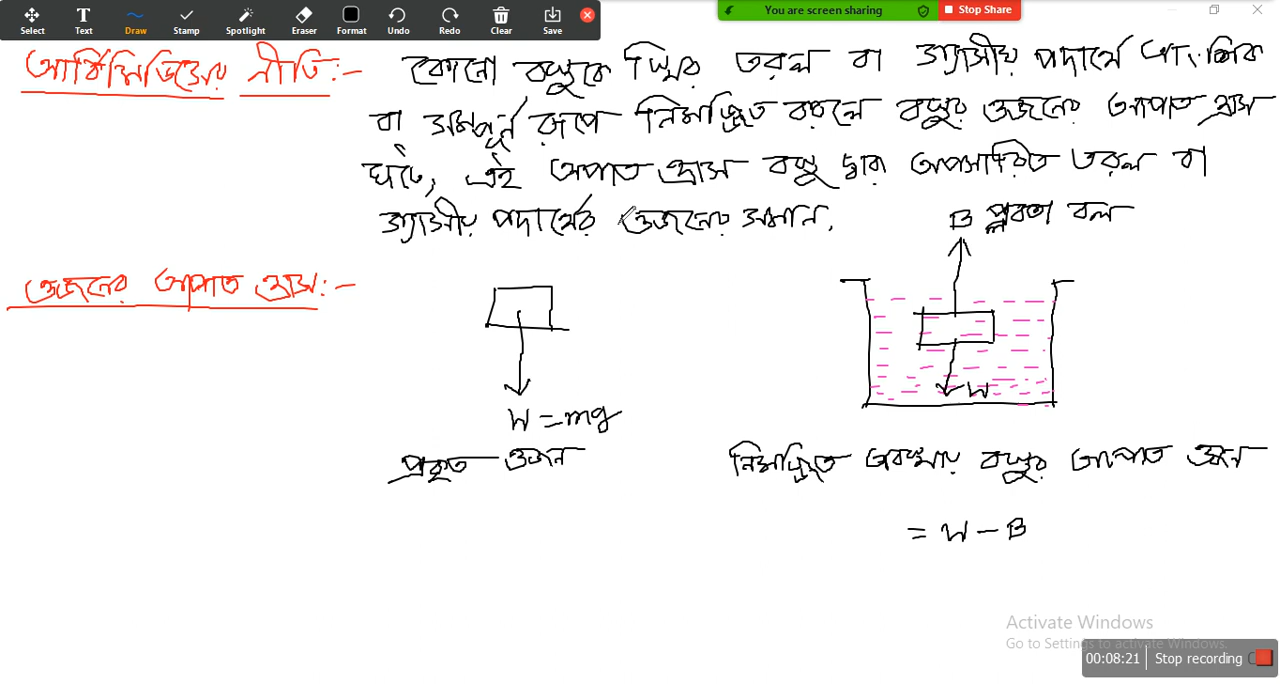 Select Text Draw Stamp Spotlight Eraser Format Undo Redo Clear Save
You are screen sharing Stop Share
আর্কিমিডিসের নীতি:- কোনো বস্তুকে স্থির তরল বা গ্যাসীয় পদার্থে আংশিক
বা সম্পূর্ন রূপে নিমজ্জিত করলে বস্তুর ওজনের আপাত হ্রাস
ঘটে, এই আপাত হ্রাস বস্তু দ্বারা অপসারিত তরল বা
গ্যাসীয় পদার্থের ওজনের সমান.
B প্লবতা বল
ওজনের আপাত হ্রাস:-
W
W = mg
প্রকৃত ওজন
নিমজ্জিত অবস্থায় বস্তুর আপাত ওজন
= W - B
Activate Windows
Go to Settings to activate Windows.
00:08:21 Stop recording